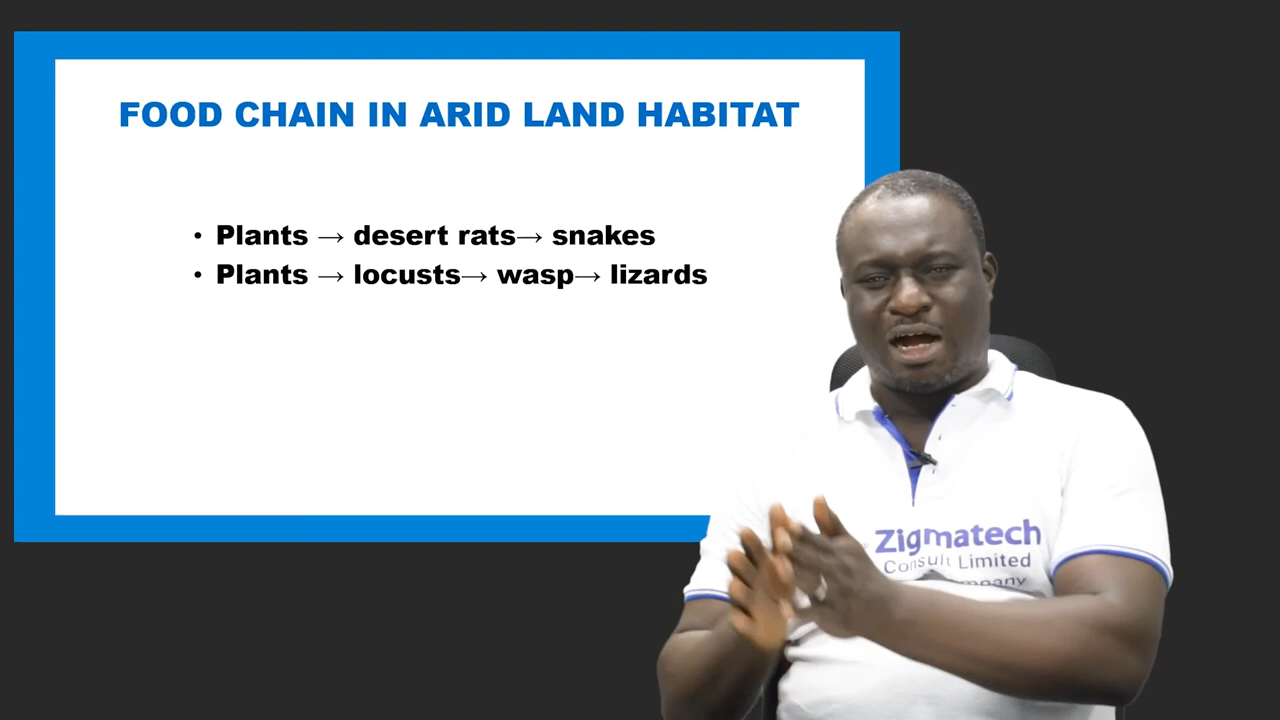 FOOD CHAIN IN ARID LAND HABITAT
• Plants → desert rats→ snakes
• Plants → locusts→ wasp→ lizards
Zigmatech
Consult Limited